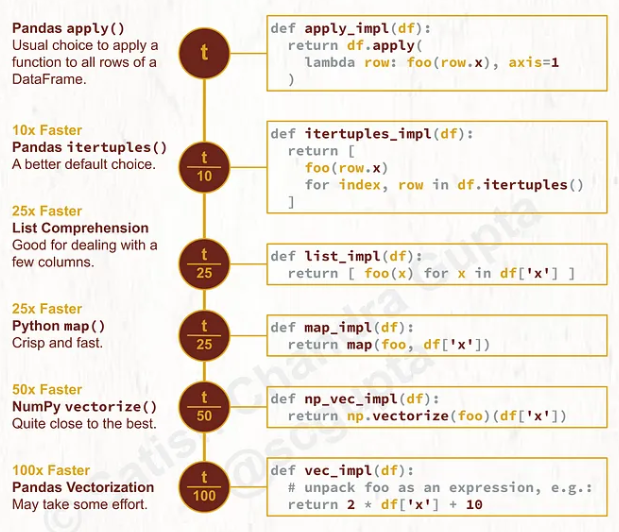 Pandas apply()
Usual choice to apply a
function to all rows of a
DataFrame.
t
def apply_impl(df):
return df.apply(
lambda row: foo(row.x), axis=1
)
10x Faster
Pandas itertuples()
A better default choice.
t
10
def itertuples_impl(df):
return [
foo(row.x)
for index, row in df.itertuples()
]
25x Faster
List Comprehension
Good for dealing with a
few columns.
t
25
def list_impl(df):
return [ foo(x) for x in df['x'] ]
25x Faster
Python map()
Crisp and fast.
t
25
def map_impl(df):
return map(foo, df['x'])
50x Faster
NumPy vectorize()
Quite close to the best.
t
50
def np_vec_impl(df):
return np.vectorize(foo)(df['x'])
100x Faster
Pandas Vectorization
May take some effort.
t
100
def vec_impl(df):
# unpack foo as an expression, e.g.:
return 2 * df['x'] + 10
© Satish Chandra Gupta
@scgupta